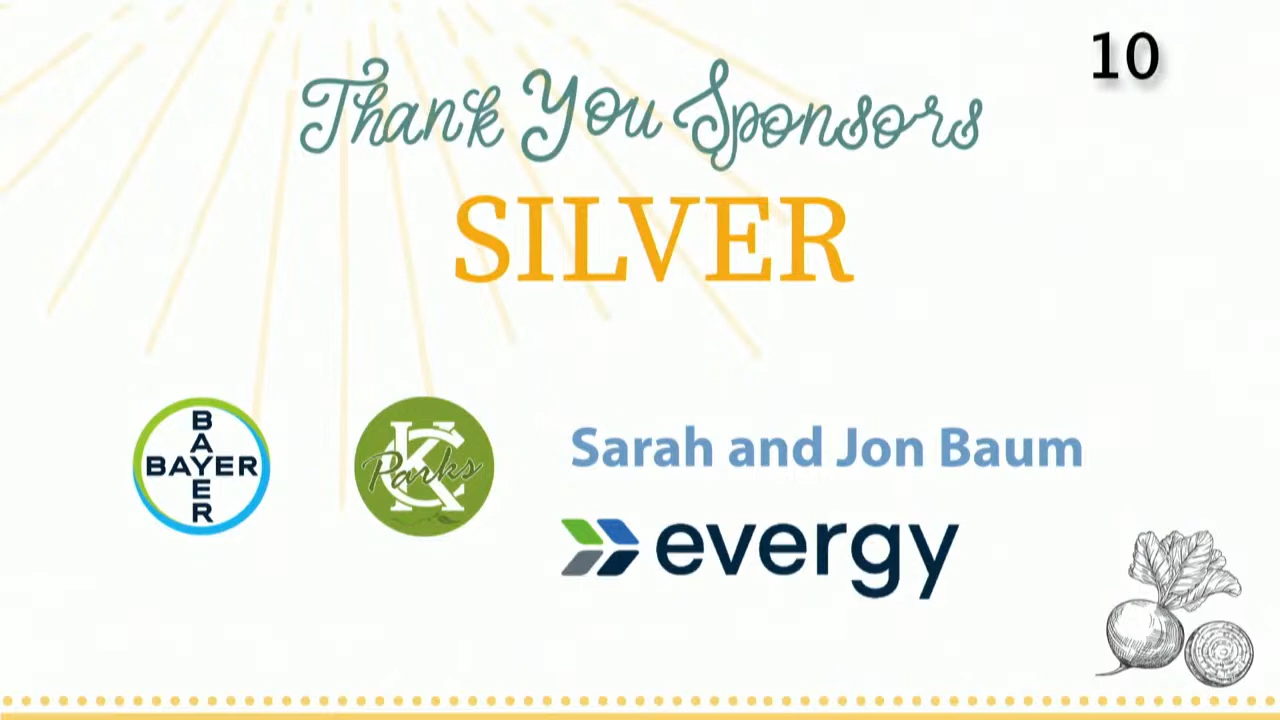 10
Thank You Sponsors
SILVER
BAYER
BAYER
KC
Parks
Sarah and Jon Baum
evergy